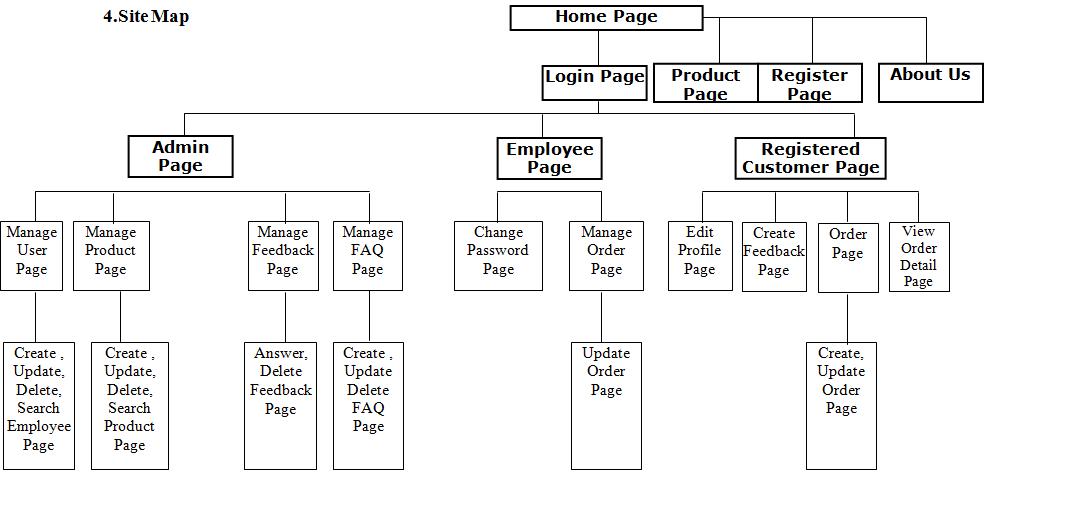 4.Site Map
Home Page
Login Page
Product
Page
Register
Page
About Us
Admin
Page
Employee
Page
Registered
Customer Page
Manage
User
Page
Manage
Product
Page
Manage
Feedback
Page
Manage
FAQ
Page
Change
Password
Page
Manage
Order
Page
Edit
Profile
Page
Create
Feedback
Page
Order
Page
View
Order
Detail
Page
Create ,
Update,
Delete,
Search
Employee
Page
Create ,
Update,
Delete,
Search
Product
Page
Answer,
Delete
Feedback
Page
Create ,
Update
Delete
FAQ
Page
Update
Order
Page
Create,
Update
Order
Page